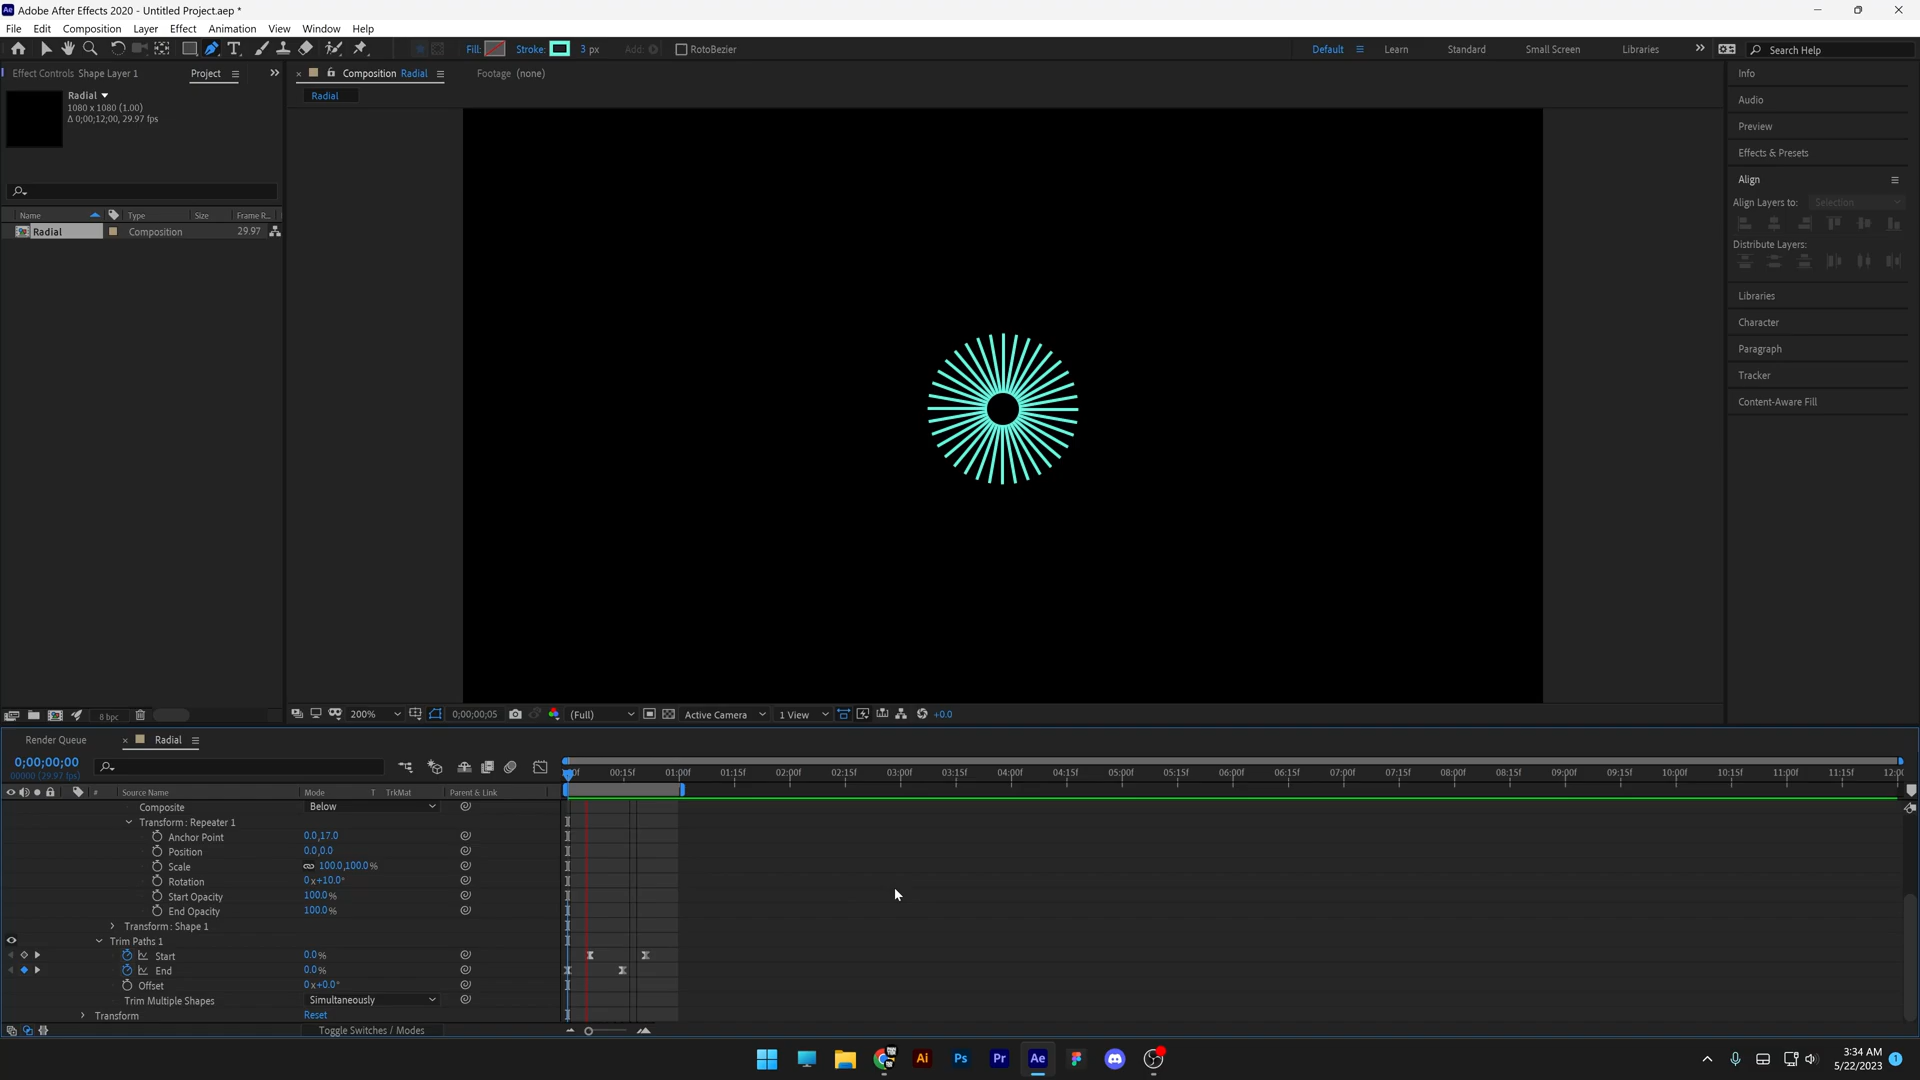 Adobe After Effects 2020 - Untitled Project.aep *
File Edit Composition Layer Effect Animation View Window Help
Fill: Stroke: 3 px Add: RotoBezier Default Learn Standard Small Screen Libraries Search Help
Effect Controls Shape Layer 1 Project
Composition Radial Footage (none)
Radial
Radial
1080 x 1080 (1.00)
Δ 0;00;12;00, 29.97 fps
Name Type Size Frame R...
Radial Composition 29.97
Info
Audio
Preview
Effects & Presets
Align
Align Layers to: Selection
Distribute Layers:
Libraries
Character
Paragraph
Tracker
Content-Aware Fill
8 bpc
200% 0;00;00;05 (Full) Active Camera 1 View +0.0
Render Queue Radial
0;00;00;00
00000 (29.97 fps)
00:15f 01:00f 01:15f 02:00f 02:15f 03:00f 03:15f 04:00f 04:15f 05:00f 05:15f 06:00f 06:15f 07:00f 07:15f 08:00f 08:15f 09:00f 09:15f 10:00f 10:15f 11:00f 11:15f 12:00
# Source Name Mode T TrkMat Parent & Link
Composite Below
Transform : Repeater 1
Anchor Point 0.0,17.0
Position 0.0,0.0
Scale 100.0,100.0%
Rotation 0x+10.0°
Start Opacity 100.0%
End Opacity 100.0%
Transform : Shape 1
Trim Paths 1
Start 0.0%
End 0.0%
Offset 0x+0.0°
Trim Multiple Shapes Simultaneously
Transform Reset
Toggle Switches / Modes
Ai Ps Pr Ae
3:34 AM
5/22/2023 1